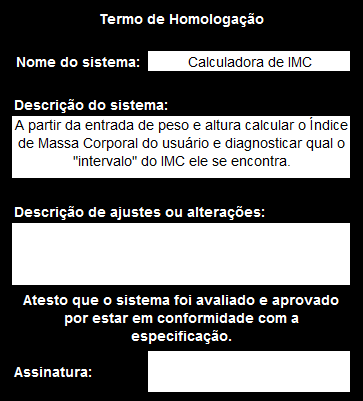 Termo de Homologação
Nome do sistema: Calculadora de IMC
Descrição do sistema:
A partir da entrada de peso e altura calcular o Índice
de Massa Corporal do usuário e diagnosticar qual o
"intervalo" do IMC ele se encontra.
Descrição de ajustes ou alterações:
Atesto que o sistema foi avaliado e aprovado
por estar em conformidade com a
especificação.
Assinatura: